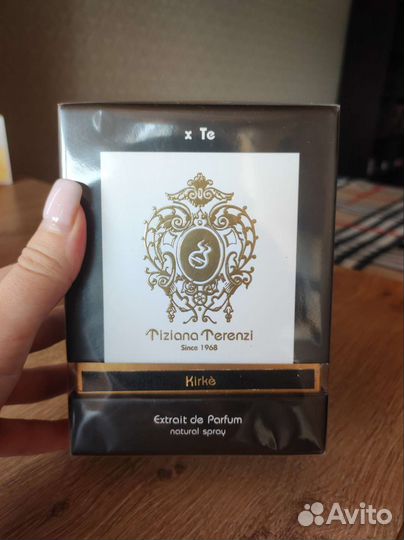 x Te
Tiziana Terenzi
Since 1968
Kirkè
Extrait de Parfum
natural spray
Avito